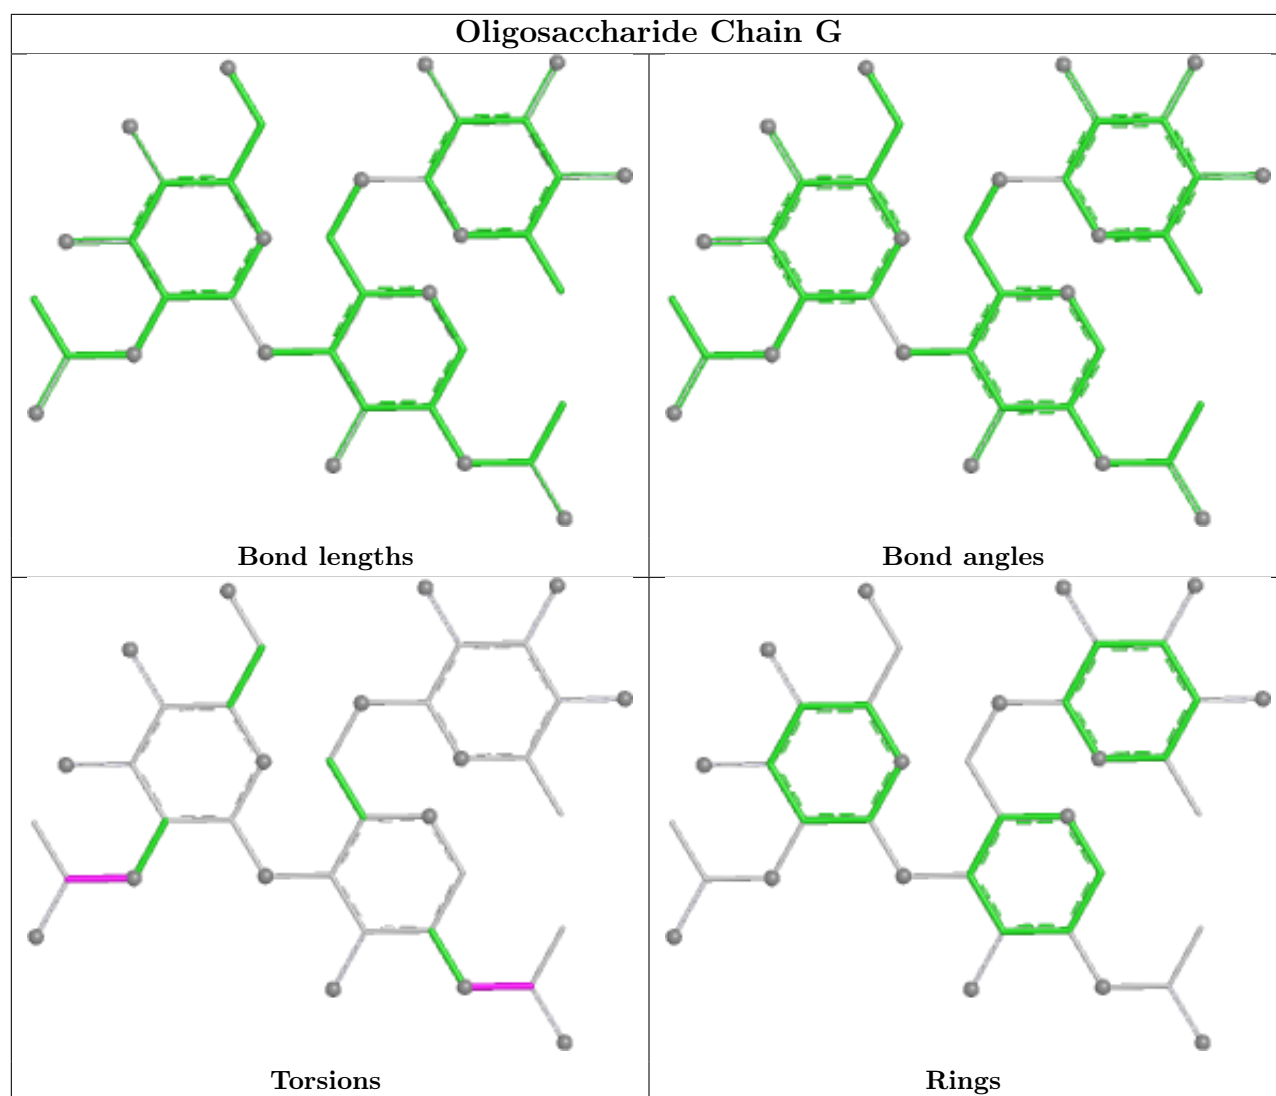 Oligosaccharide Chain G
Bond lengths
Bond angles
Torsions
Rings